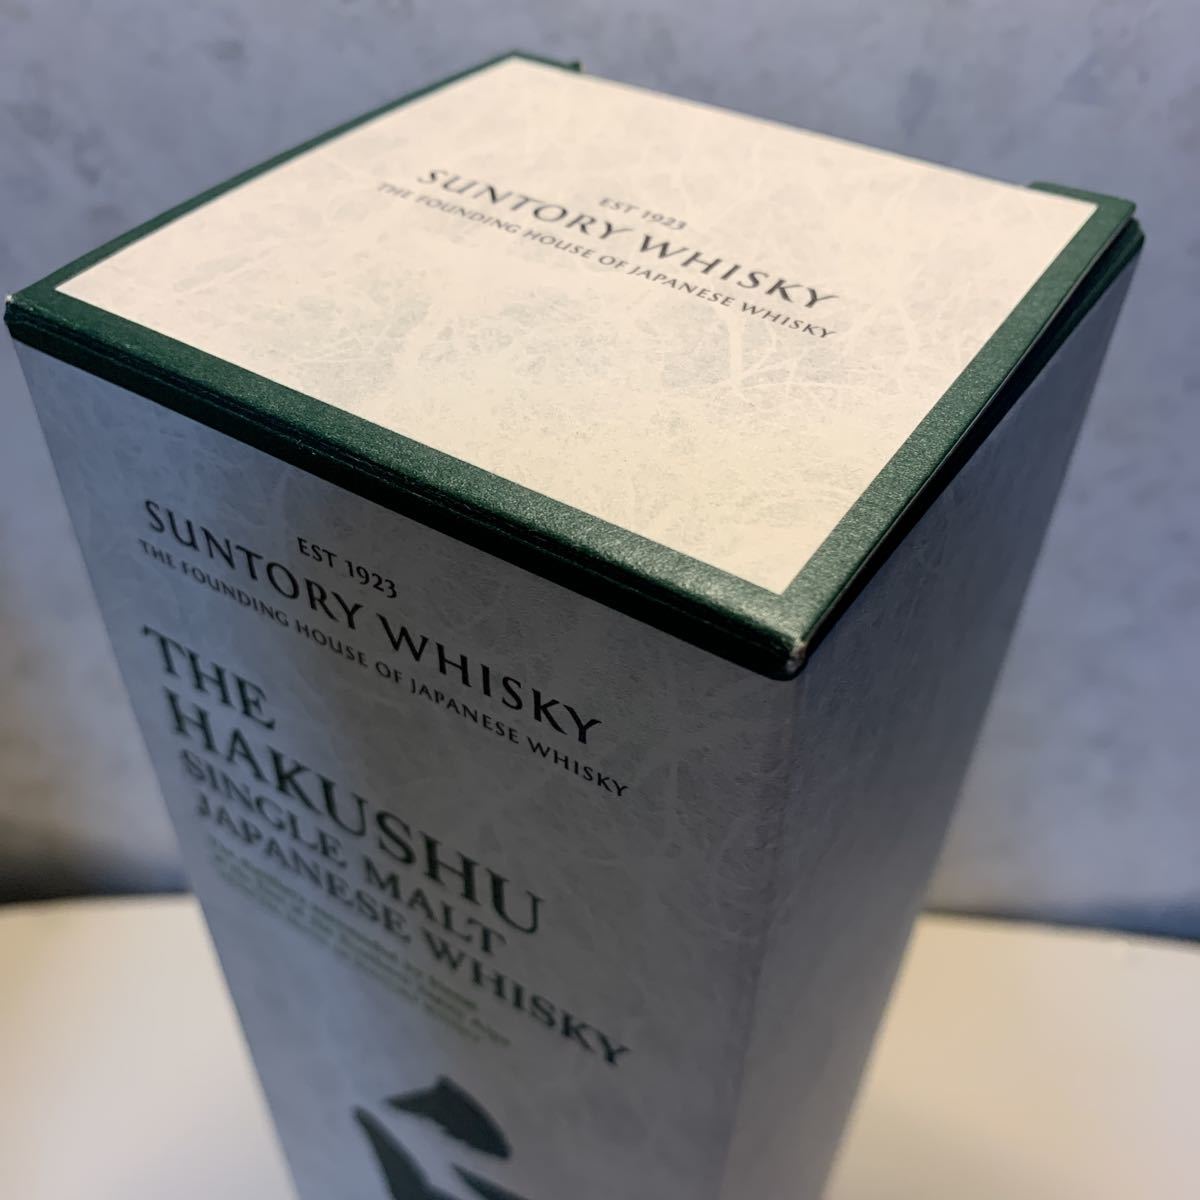 EST 1923
SUNTORY WHISKY
THE FOUNDING HOUSE OF JAPANESE WHISKY
EST 1923
SUNTORY WHISKY
THE FOUNDING HOUSE OF JAPANESE WHISKY
THE
HAKUSHU
SINGLE MALT
JAPANESE WHISKY